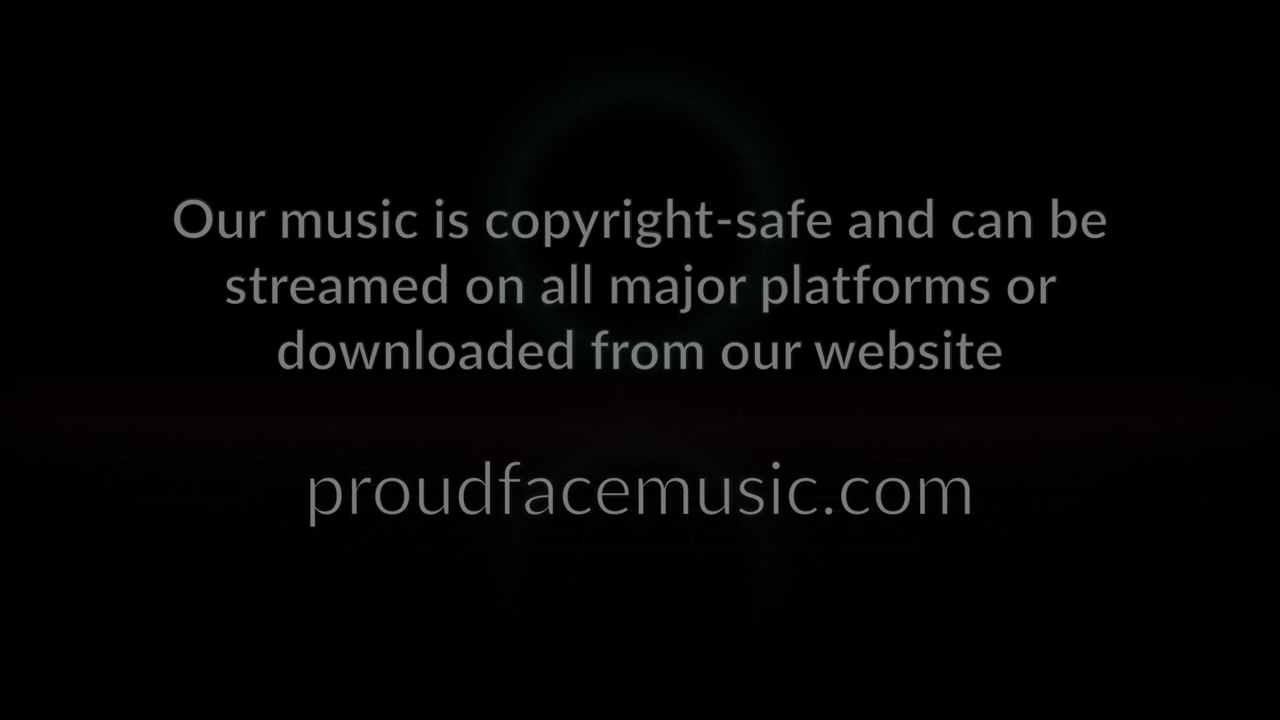 Our music is copyright-safe and can be
streamed on all major platforms or
downloaded from our website
proudfacemusic.com